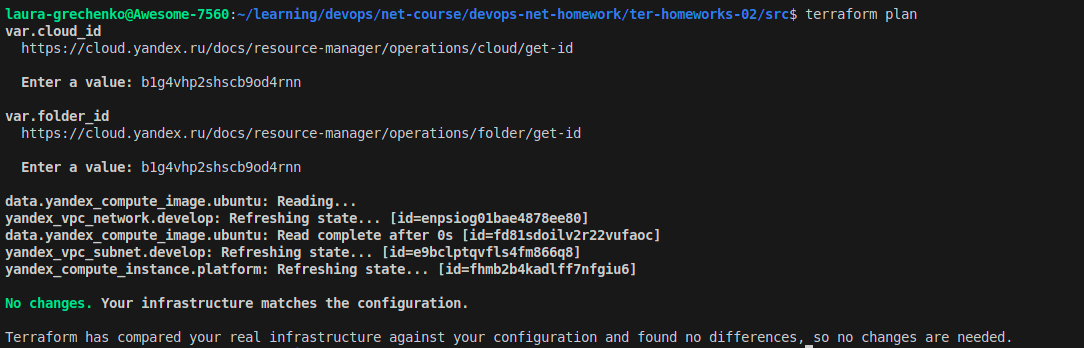 laura-grechenko@Awesome-7560:~/learning/devops/net-course/devops-net-homework/ter-homeworks-02/src$ terraform plan
var.cloud_id
  https://cloud.yandex.ru/docs/resource-manager/operations/cloud/get-id

  Enter a value: b1g4vhp2shscb9od4rnn

var.folder_id
  https://cloud.yandex.ru/docs/resource-manager/operations/folder/get-id

  Enter a value: b1g4vhp2shscb9od4rnn

data.yandex_compute_image.ubuntu: Reading...
yandex_vpc_network.develop: Refreshing state... [id=enpsiog01bae4878ee80]
data.yandex_compute_image.ubuntu: Read complete after 0s [id=fd81sdoilv2r22vufaoc]
yandex_vpc_subnet.develop: Refreshing state... [id=e9bclptqvfls4fm866q8]
yandex_compute_instance.platform: Refreshing state... [id=fhmb2b4kadlff7nfgiu6]

No changes. Your infrastructure matches the configuration.

Terraform has compared your real infrastructure against your configuration and found no differences, so no changes are needed.